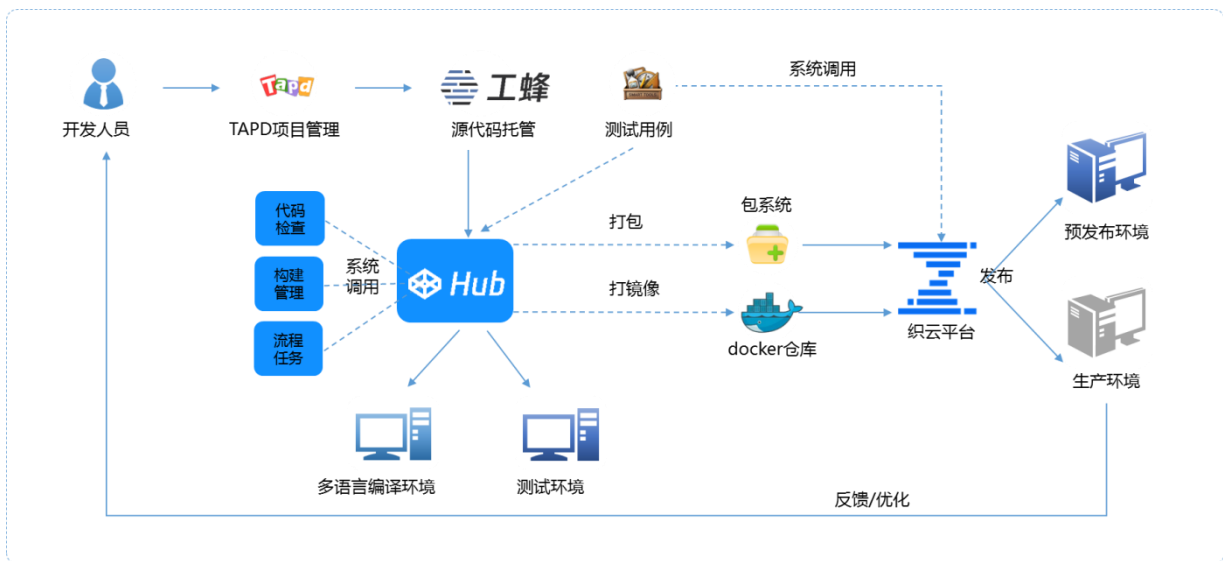 Tapd
工蜂
系统调用
开发人员
TAPD项目管理
源代码托管
测试用例
代码
检查
构建
管理
流程
任务
系统
调用
Hub
打包
包系统
打镜像
docker仓库
发布
织云平台
预发布环境
生产环境
多语言编译环境
测试环境
反馈/优化